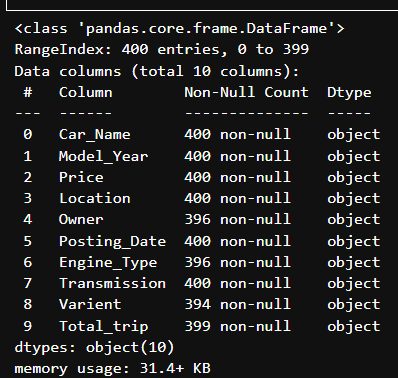 <class 'pandas.core.frame.DataFrame'>
RangeIndex: 400 entries, 0 to 399
Data columns (total 10 columns):
 #   Column        Non-Null Count  Dtype
---  ------        --------------  -----
 0   Car_Name      400 non-null    object
 1   Model_Year    400 non-null    object
 2   Price         400 non-null    object
 3   Location      400 non-null    object
 4   Owner         396 non-null    object
 5   Posting_Date  400 non-null    object
 6   Engine_Type   396 non-null    object
 7   Transmission  400 non-null    object
 8   Varient       394 non-null    object
 9   Total_trip    399 non-null    object
dtypes: object(10)
memory usage: 31.4+ KB